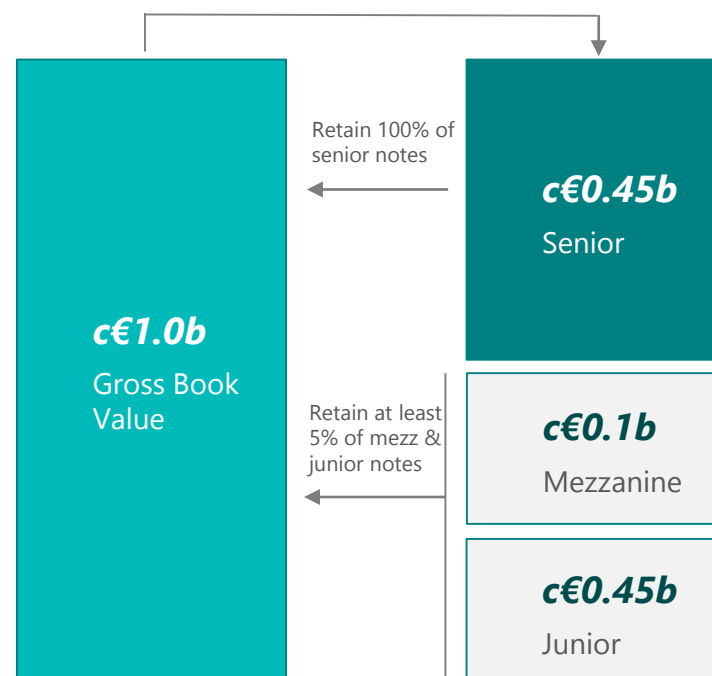 c€1.0b
Gross Book
Value
Retain 100% of
senior notes
Retain at least
5% of mezz &
junior notes
c€0.45b
Senior
c€0.1b
Mezzanine
c€0.45b
Junior